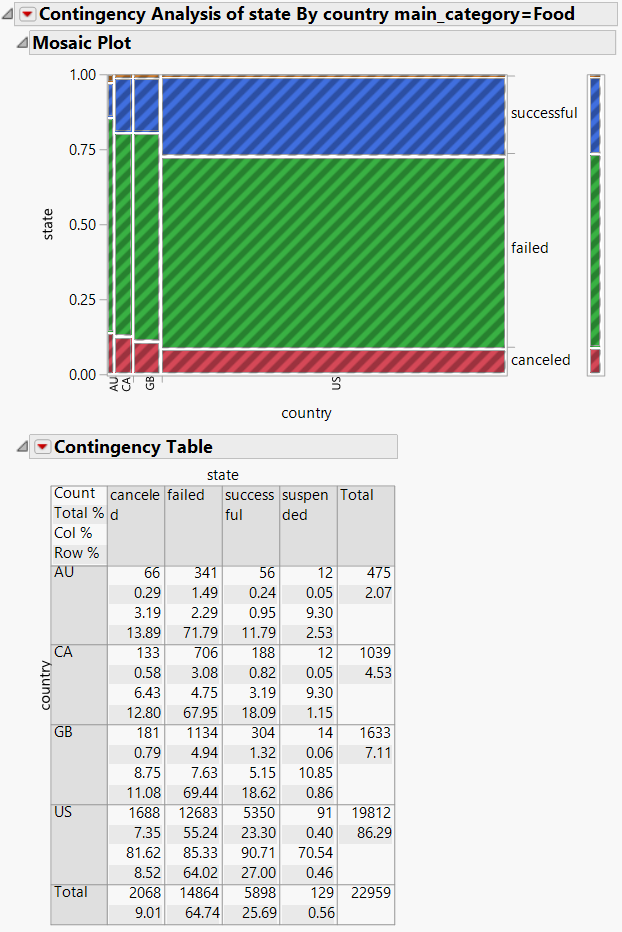 Contingency Analysis of state By country main_category=Food
Mosaic Plot
1.00
0.75
0.50
0.25
0.00
state
successful
failed
canceled
AU
CA
GB
US
country
Contingency Table
state
country
Count
Total %
Col %
Row %
cancele
d
failed
success
ful
suspen
ded
Total
AU 66 341 56 12 475
0.29 1.49 0.24 0.05 2.07
3.19 2.29 0.95 9.30
13.89 71.79 11.79 2.53
CA 133 706 188 12 1039
0.58 3.08 0.82 0.05 4.53
6.43 4.75 3.19 9.30
12.80 67.95 18.09 1.15
GB 181 1134 304 14 1633
0.79 4.94 1.32 0.06 7.11
8.75 7.63 5.15 10.85
11.08 69.44 18.62 0.86
US 1688 12683 5350 91 19812
7.35 55.24 23.30 0.40 86.29
81.62 85.33 90.71 70.54
8.52 64.02 27.00 0.46
Total 2068 14864 5898 129 22959
9.01 64.74 25.69 0.56